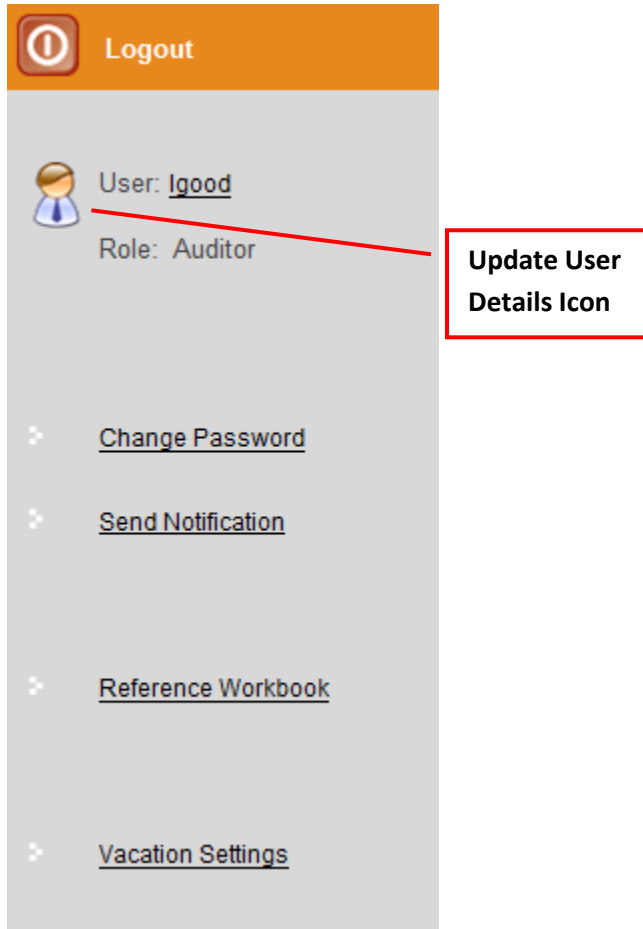 Logout
User: lgood
Role: Auditor
Update User
Details Icon
Change Password
Send Notification
Reference Workbook
Vacation Settings